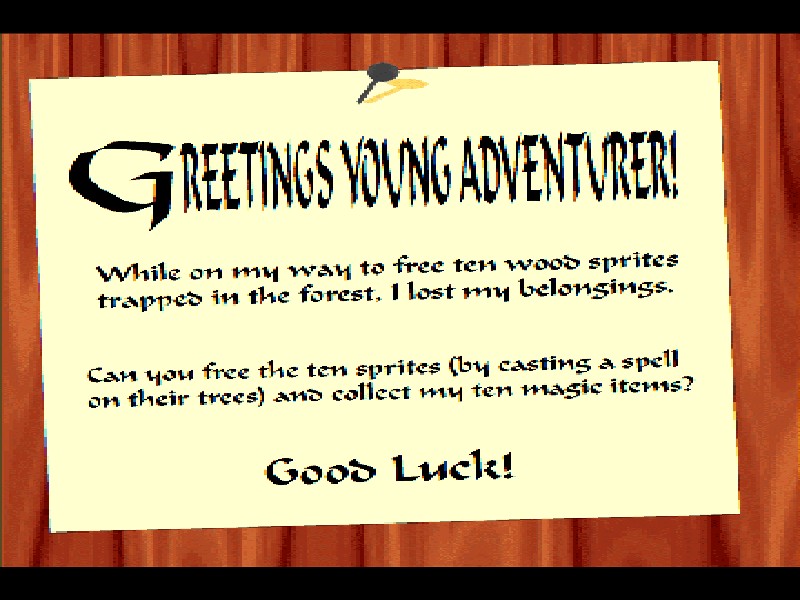 GREETINGS YOUNG ADVENTURER!
While on my way to free ten wood sprites
trapped in the forest, I lost my belongings.
Can you free the ten sprites (by casting a spell
on their trees) and collect my ten magic items?
Good Luck!